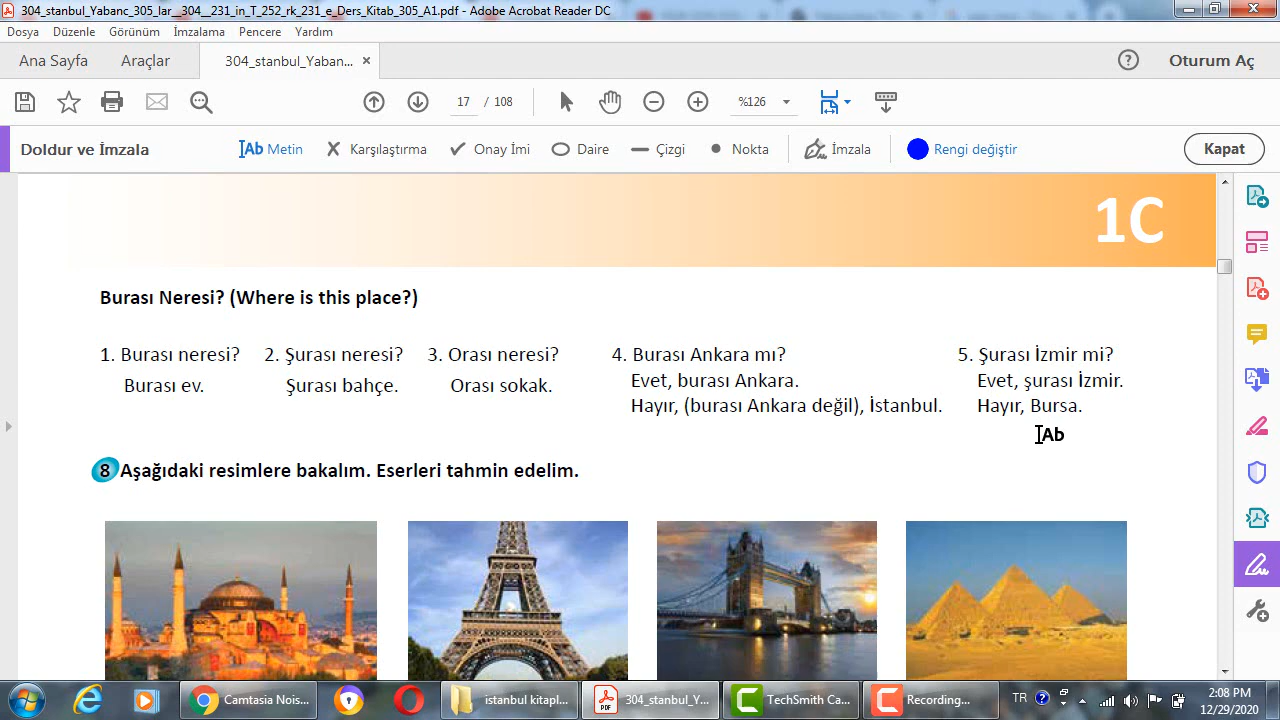 304_stanbul_Yabanc_305_lar__304__231_in_T_252_rk_231_e_Ders_Kitab_305_A1.pdf - Adobe Acrobat Reader DC
Dosya Düzenle Görünüm İmzalama Pencere Yardım
Ana Sayfa Araçlar 304_stanbul_Yaban... × ? Oturum Aç
17 / 108 %126
Doldur ve İmzala Ab Metin Karşılaştırma Onay İmi Daire Çizgi Nokta İmzala Rengi değiştir Kapat
1C
Burası Neresi? (Where is this place?)
1. Burası neresi? 2. Şurası neresi? 3. Orası neresi? 4. Burası Ankara mı? 5. Şurası İzmir mi?
Burası ev. Şurası bahçe. Orası sokak. Evet, burası Ankara. Evet, şurası İzmir.
Hayır, (burası Ankara değil), İstanbul. Hayır, Bursa.
Ab
8 Aşağıdaki resimlere bakalım. Eserleri tahmin edelim.
Camtasia Nois... istanbul kitapl... 304_stanbul_Y... TechSmith Ca... Recording... TR 2:08 PM
12/29/2020